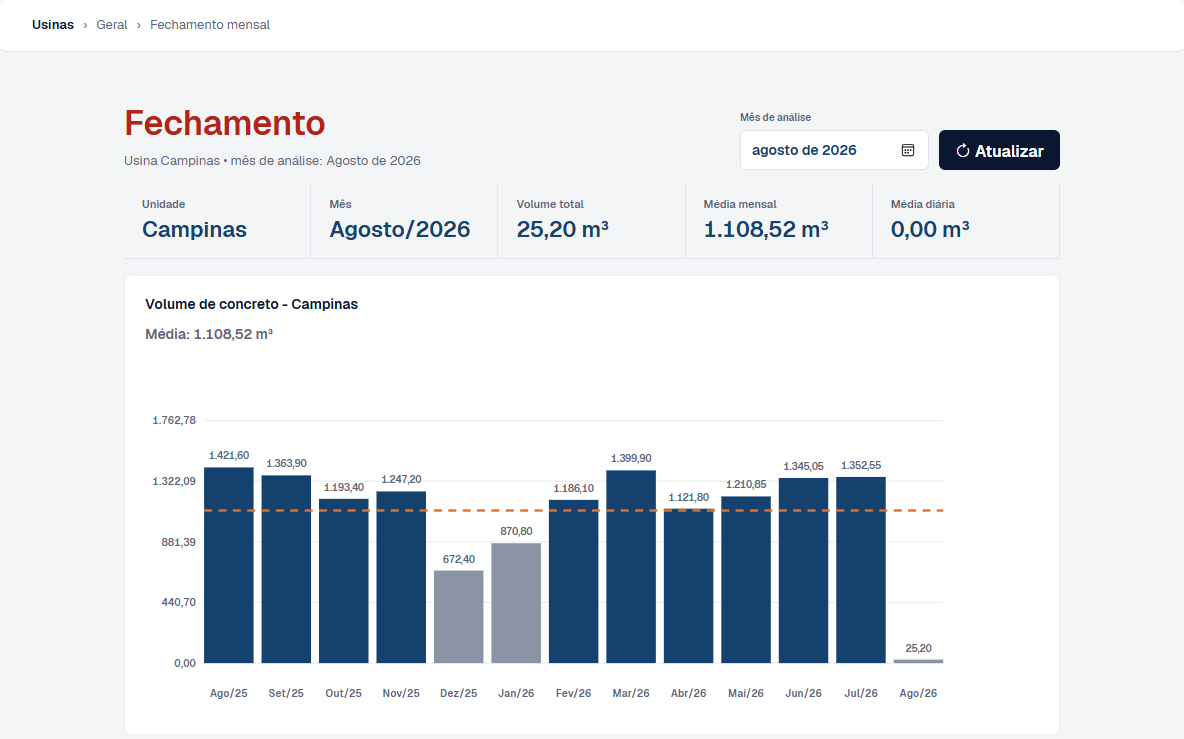 Usinas › Geral › Fechamento mensal
Fechamento
Usina Campinas • mês de análise: Agosto de 2026
Mês de análise
agosto de 2026
Atualizar
Unidade
Campinas
Mês
Agosto/2026
Volume total
25,20 m³
Média mensal
1.108,52 m³
Média diária
0,00 m³
Volume de concreto - Campinas
Média: 1.108,52 m³
1.762,78
1.322,09
881,39
440,70
0,00
1.421,60
1.363,90
1.193,40
1.247,20
672,40
870,80
1.186,10
1.399,90
1.121,80
1.210,85
1.345,05
1.352,55
25,20
Ago/25 Set/25 Out/25 Nov/25 Dez/25 Jan/26 Fev/26 Mar/26 Abr/26 Mai/26 Jun/26 Jul/26 Ago/26